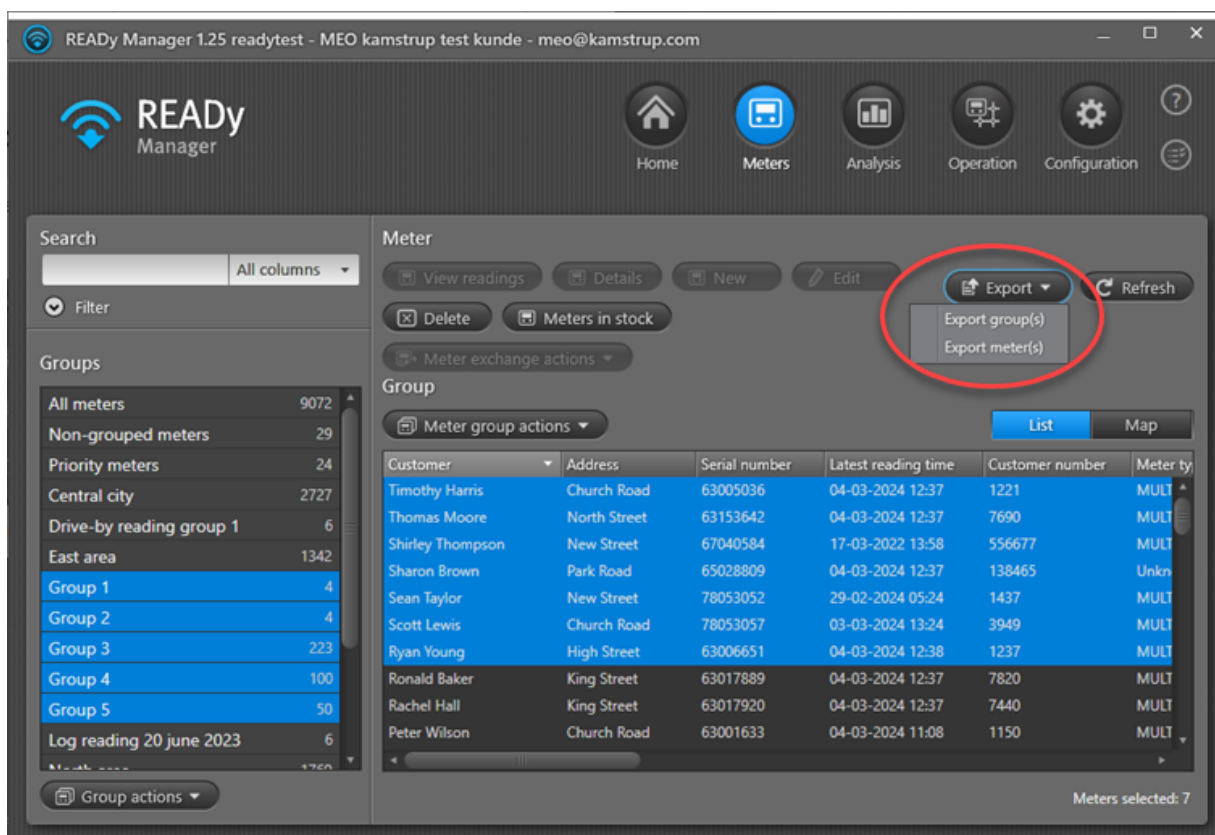 READy Manager 1.25 readytest - MEO kamstrup test kunde - meo@kamstrup.com
READy
Manager
Home
Meters
Analysis
Operation
Configuration
Search
All columns
Filter
Groups
All meters 9072
Non-grouped meters 29
Priority meters 24
Central city 2727
Drive-by reading group 1 6
East area 1342
Group 1 4
Group 2 4
Group 3 223
Group 4 100
Group 5 50
Log reading 20 june 2023 6
Group actions
Meter
View readings Details New Edit Export Refresh
Export group(s)
Export meter(s)
Delete Meters in stock
Meter exchange actions
Group
Meter group actions List Map
Customer Address Serial number Latest reading time Customer number Meter ty
Timothy Harris Church Road 63005036 04-03-2024 12:37 1221 MULT
Thomas Moore North Street 63153642 04-03-2024 12:37 7690 MULT
Shirley Thompson New Street 67040584 17-03-2022 13:58 556677 MULT
Sharon Brown Park Road 65028809 04-03-2024 12:37 138465 Unkn
Sean Taylor New Street 78053052 29-02-2024 05:24 1437 MULT
Scott Lewis Church Road 78053057 03-03-2024 13:24 3949 MULT
Ryan Young High Street 63006651 04-03-2024 12:38 1237 MULT
Ronald Baker King Street 63017889 04-03-2024 12:37 7820 MULT
Rachel Hall King Street 63017920 04-03-2024 12:37 7440 MULT
Peter Wilson Church Road 63001633 04-03-2024 11:08 1150 MULT
Meters selected: 7